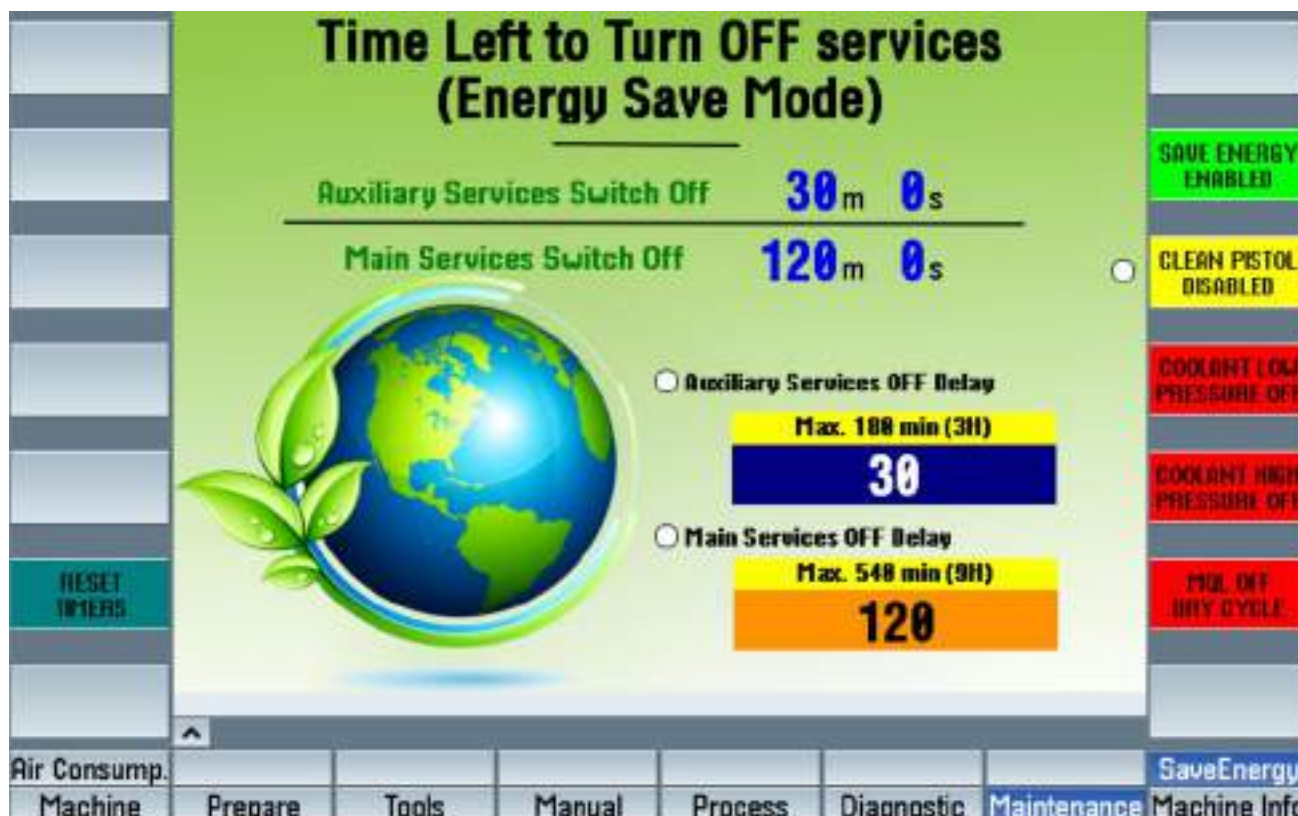 Time Left to Turn OFF services
(Energy Save Mode)
Auxiliary Services Switch Off 30m 0s
Main Services Switch Off 120m 0s
SAVE ENERGY
ENABLED
CLEAN PISTOL
DISABLED
Auxiliary Services OFF Delay
Max. 180 min (3H)
30
COOLANT LOW
PRESSURE OFF
COOLANT HIGH
PRESSURE OFF
Main Services OFF Delay
Max. 540 min (9H)
120
RESET
TIMERS
MQL OFF
DRY CYCLE
Air Consump. SaveEnergy
Machine Prepare Tools Manual Process Diagnostic Maintenance Machine Info